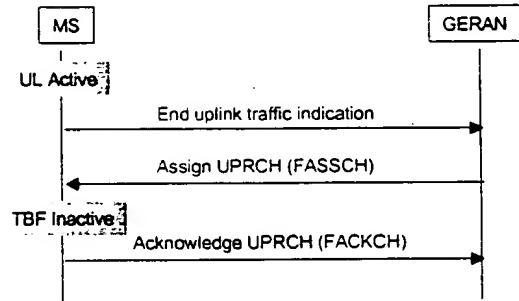 MS
GERAN
UL Active
End uplink traffic indication
Assign UPRCH (FASSCH)
TBF Inactive
Acknowledge UPRCH (FACKCH)